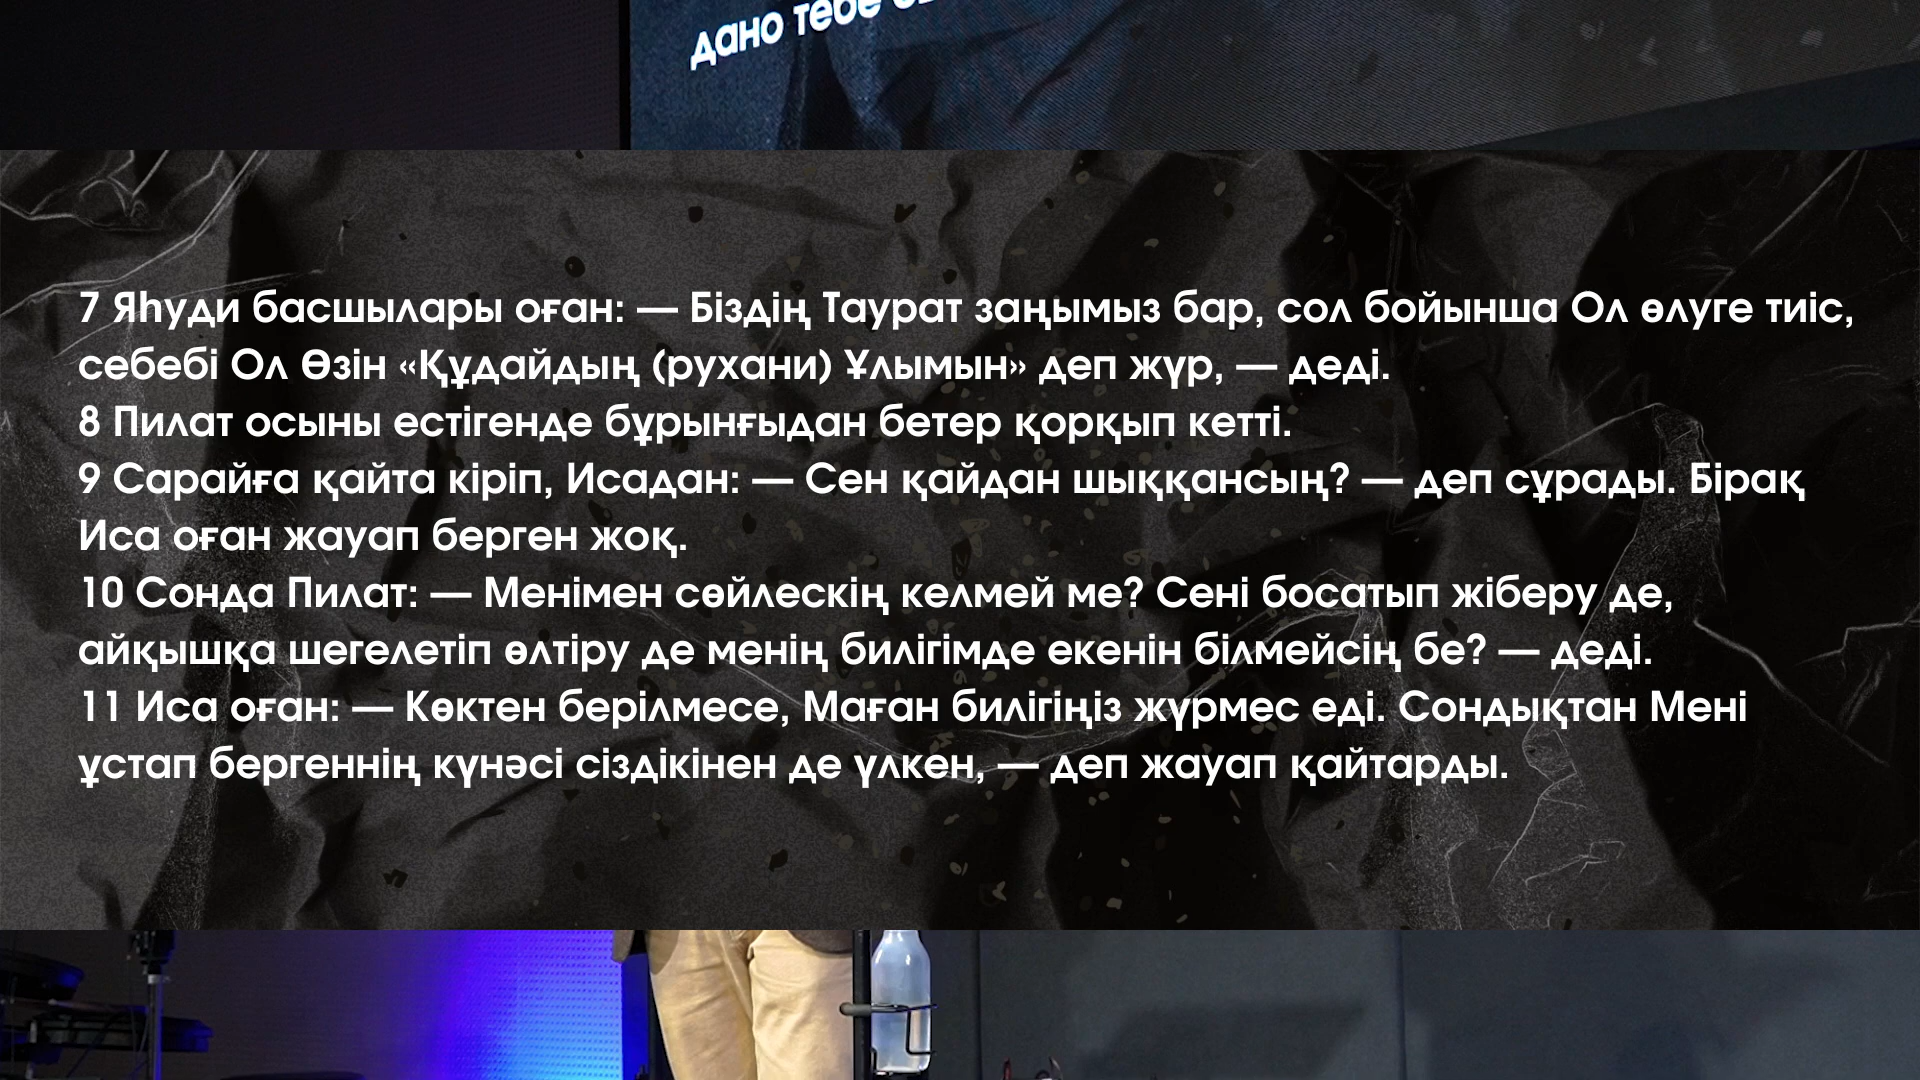 дано тебе
7 Яһуди басшылары оған: — Біздің Таурат заңымыз бар, сол бойынша Ол өлуге тиіс,
себебі Ол Өзін «Құдайдың (рухани) Ұлымын» деп жүр, — деді.
8 Пилат осыны естігенде бұрынғыдан бетер қорқып кетті.
9 Сарайға қайта кіріп, Исадан: — Сен қайдан шыққансың? — деп сұрады. Бірақ
Иса оған жауап берген жоқ.
10 Сонда Пилат: — Менімен сөйлескің келмей ме? Сені босатып жіберу де,
айқышқа шегелетіп өлтіру де менің билігімде екенін білмейсің бе? — деді.
11 Иса оған: — Көктен берілмесе, Маған билігіңіз жүрмес еді. Сондықтан Мені
ұстап бергеннің күнәсі сіздікінен де үлкен, — деп жауап қайтарды.